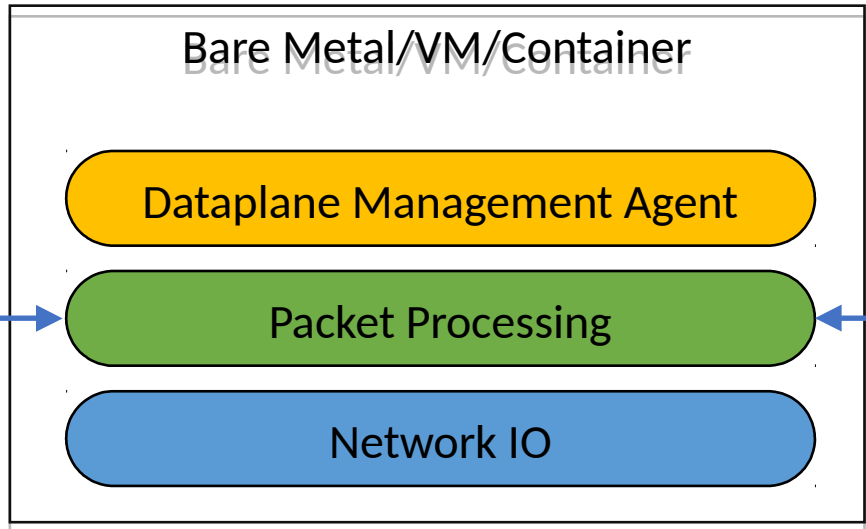 Bare Metal/VM/Container
Dataplane Management Agent
Packet Processing
Network IO